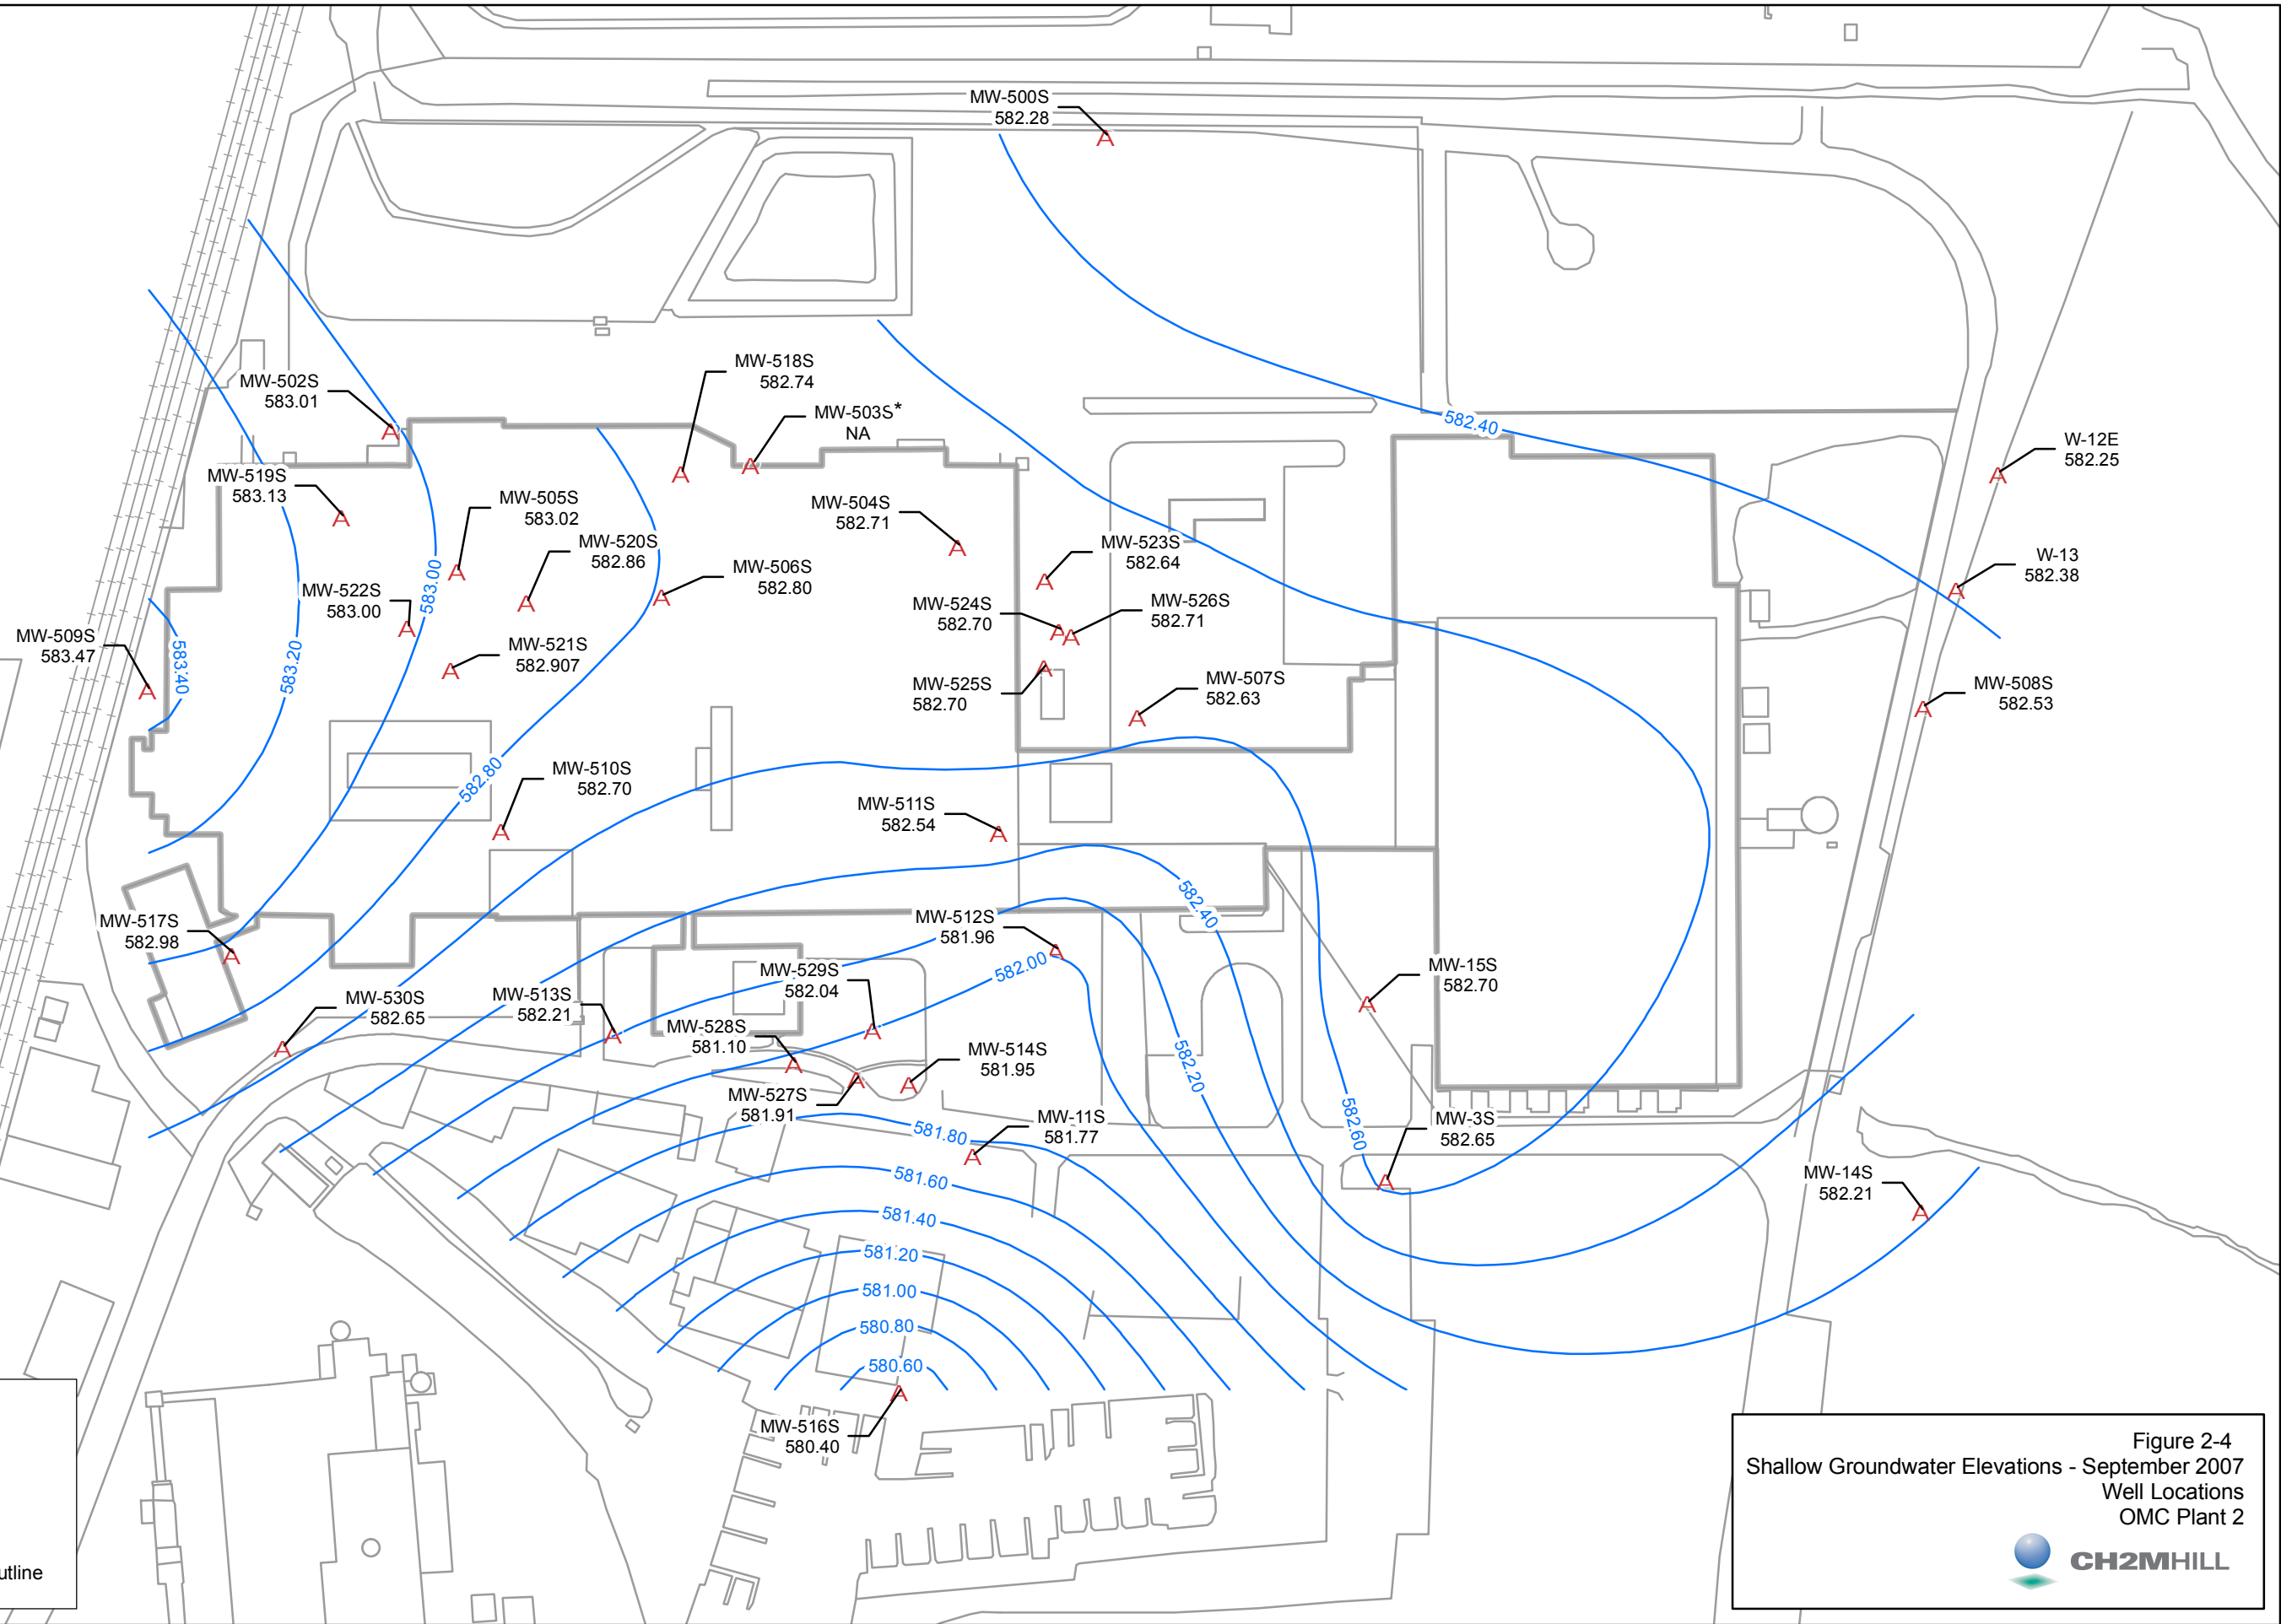 MW-500S
582.28
MW-518S
582.74
MW-502S
583.01
MW-503S*
NA
582.40
W-12E
582.25
MW-519S
583.13
MW-505S
583.02
MW-504S
582.71
MW-520S
582.86
MW-523S
582.64
W-13
582.38
MW-506S
582.80
583.00
MW-522S
583.00
MW-524S
582.70
MW-526S
582.71
MW-509S
583.47
583.40
583.20
MW-521S
582.907
MW-525S
582.70
MW-507S
582.63
MW-508S
582.53
582.80
MW-510S
582.70
MW-511S
582.54
582.40
MW-517S
582.98
MW-512S
581.96
582.00
MW-529S
582.04
MW-15S
582.70
MW-530S
582.65
MW-513S
582.21
MW-528S
581.10
MW-514S
581.95
582.20
MW-527S
581.91
581.80
MW-11S
581.77
582.60
MW-3S
582.65
581.60
MW-14S
582.21
581.40
581.20
581.00
580.80
580.60
MW-516S
580.40
utline
Figure 2-4
Shallow Groundwater Elevations - September 2007
Well Locations
OMC Plant 2
CH2MHILL